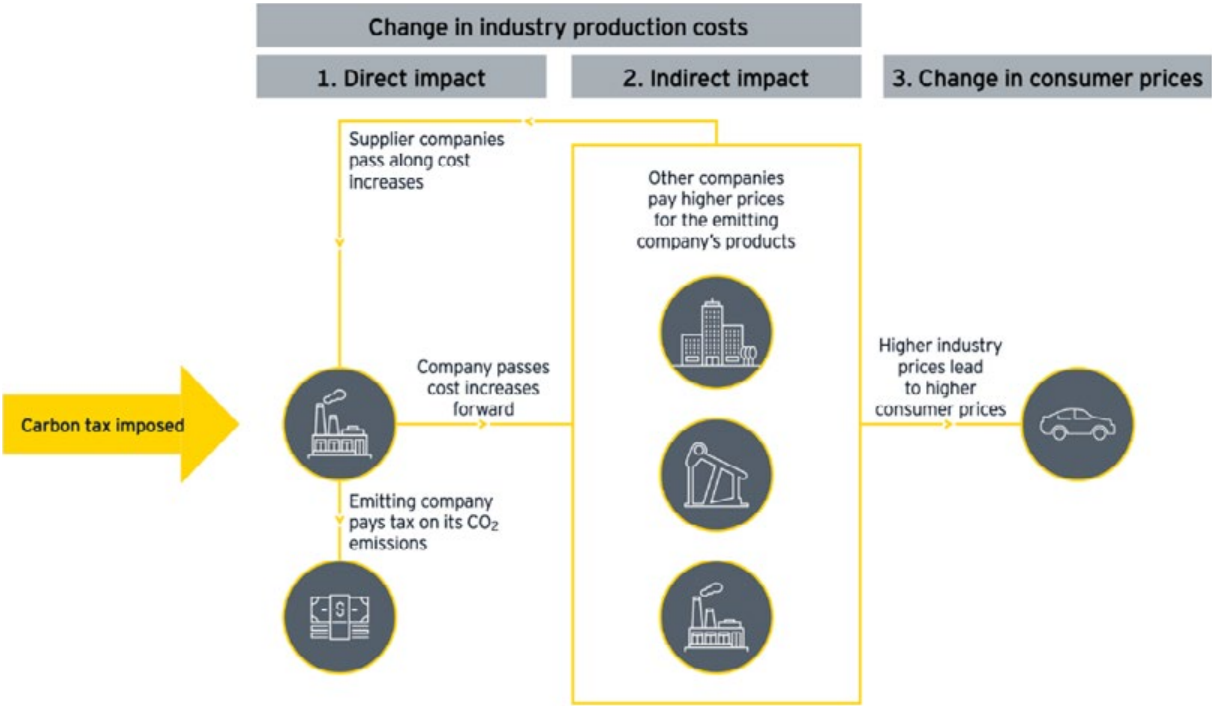 Change in industry production costs
1. Direct impact
2. Indirect impact
3. Change in consumer prices
Supplier companies
pass along cost
increases
Other companies
pay higher prices
for the emitting
company's products
Carbon tax imposed
Company passes
cost increases
forward
Higher industry
prices lead
to higher
consumer prices
Emitting company
pays tax on its CO₂
emissions
$